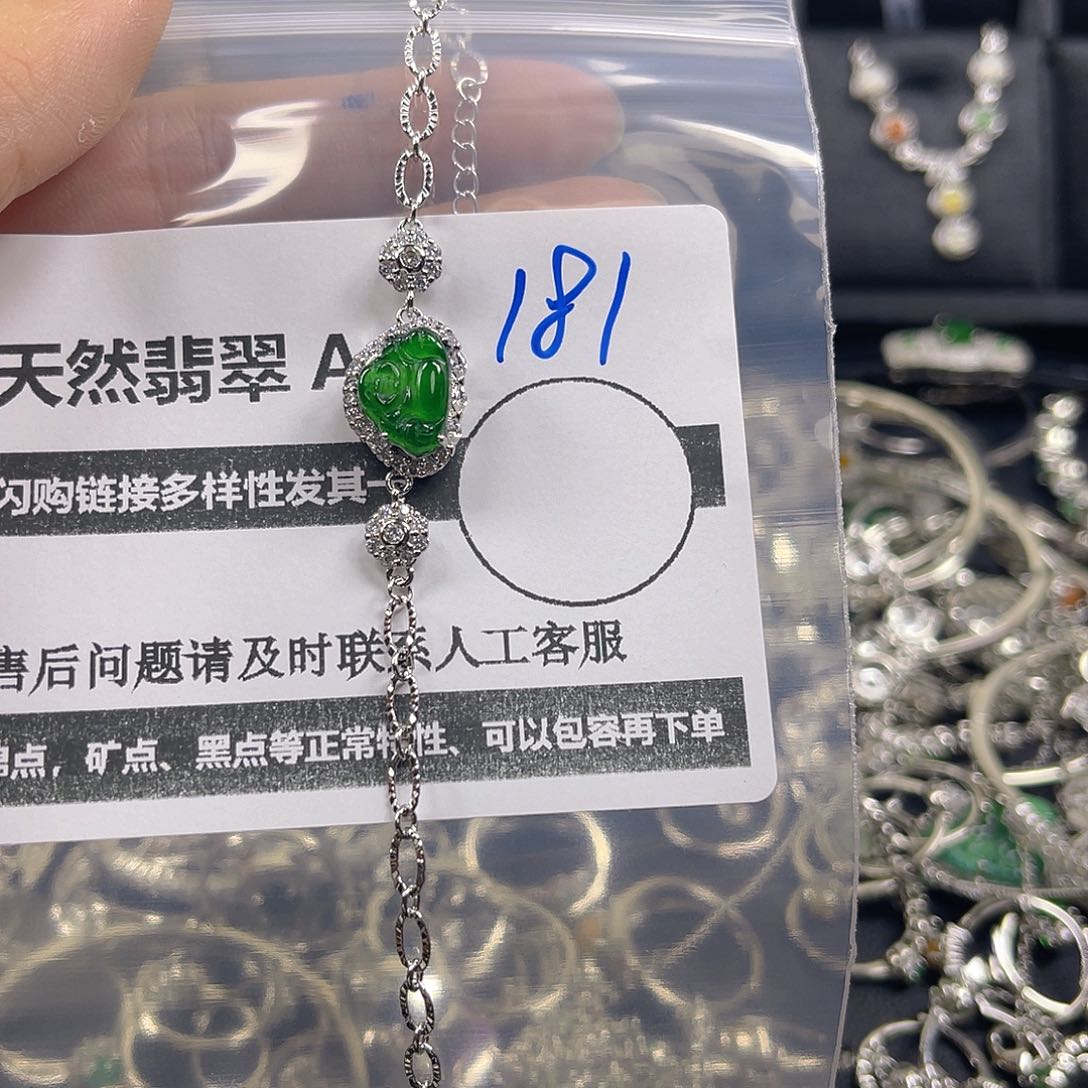 181
天然翡翠 A
闪购链接多样性发其一
售后问题请及时联系人工客服
点,矿点、黑点等正常特性、可以包容再下单